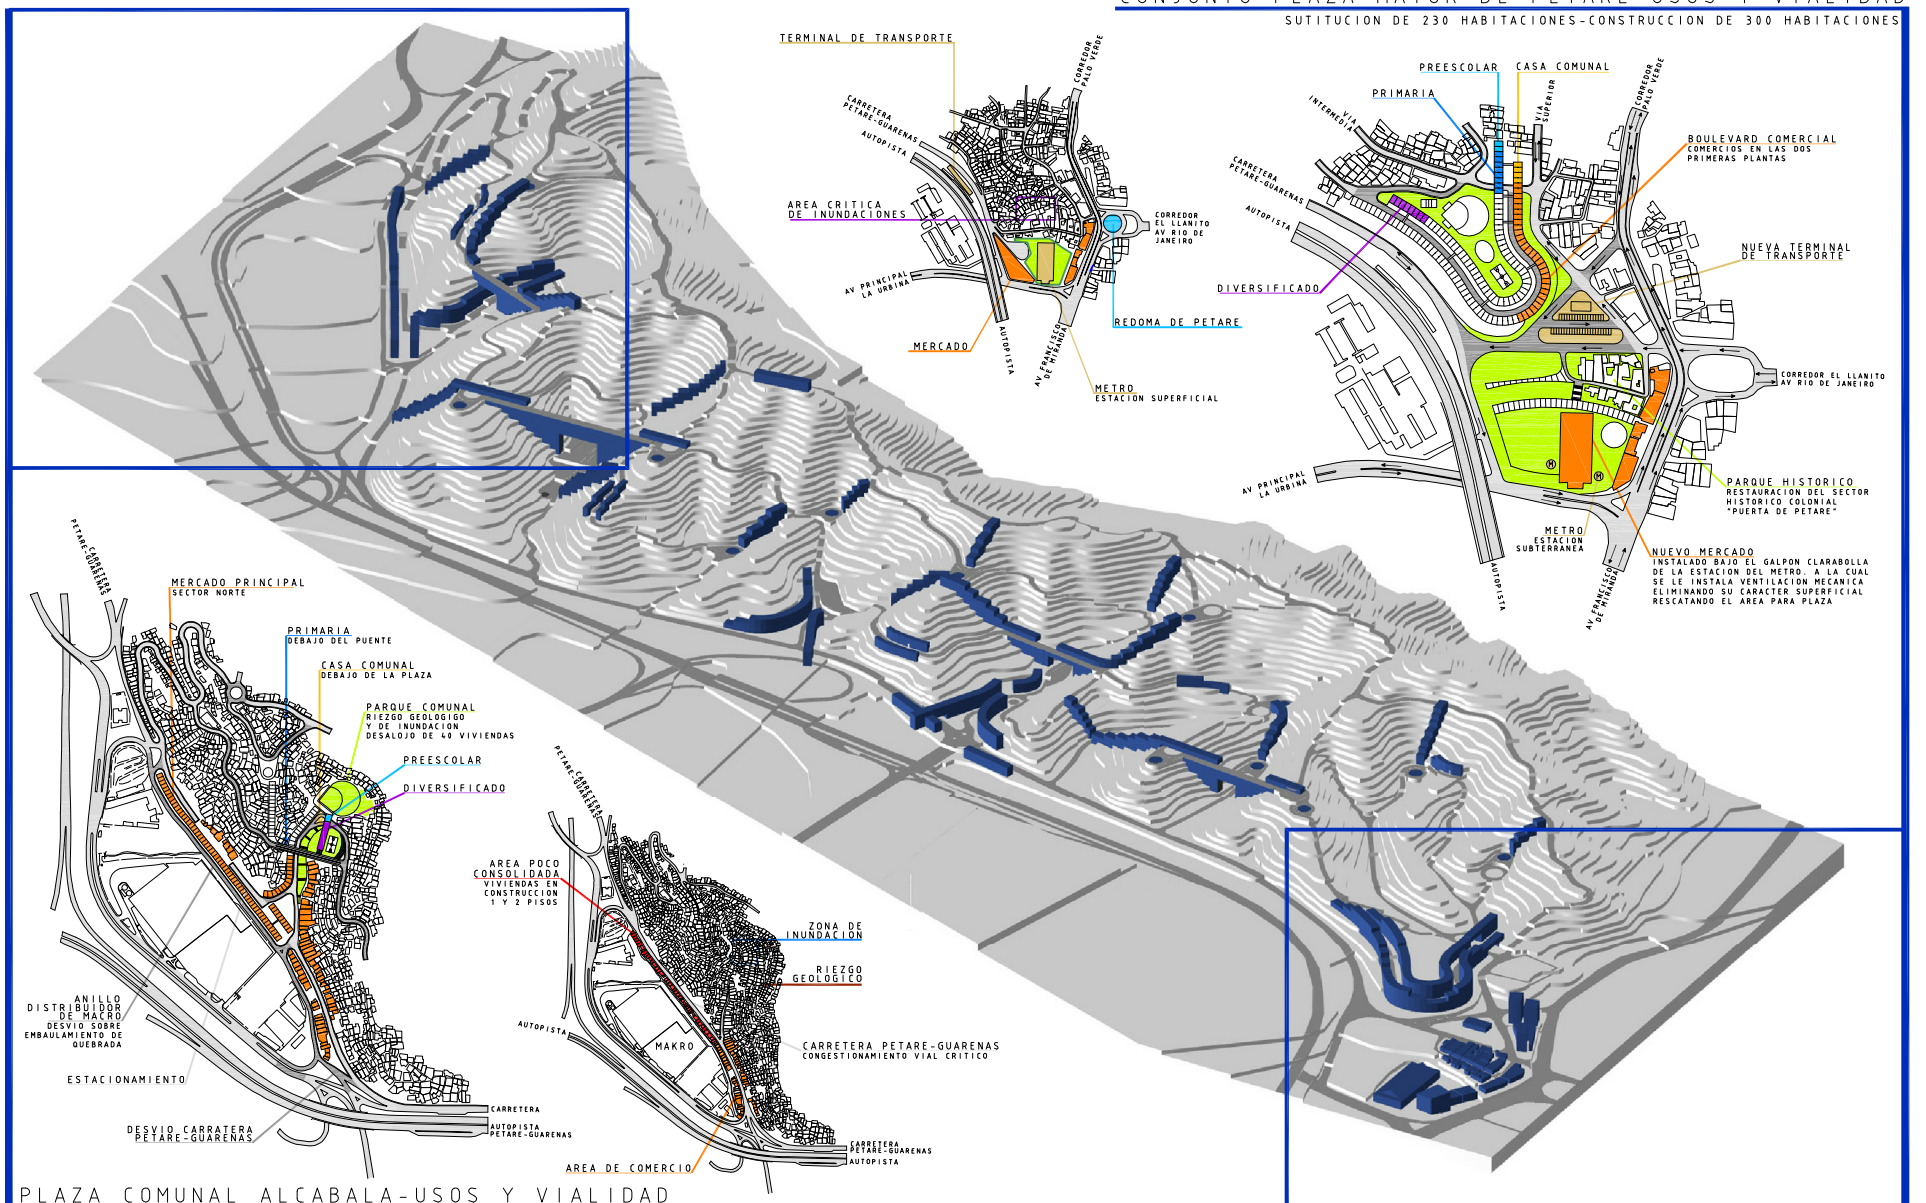 CONJUNTO PLAZA MAYOR DE PETARE-USOS Y VIALIDAD
SUTITUCION DE 230 HABITACIONES-CONSTRUCCION DE 300 HABITACIONES
TERMINAL DE TRANSPORTE
CORREDOR
PALO VERDE
CARRETERA
PETARE-GUARENAS
AUTOPISTA
AREA CRITICA
DE INUNDACIONES
CORREDOR
EL LLANITO
AV RIO DE
JANEIRO
AV PRINCIPAL
LA URBINA
REDOMA DE PETARE
MERCADO
AUTOPISTA
AV FRANCISCO
DE MIRANDA
METRO
ESTACION SUPERFICIAL
PREESCOLAR
CASA COMUNAL
PRIMARIA
VIA
INTERMEDIA
VIA
SUPERIOR
CORREDOR
PALO VERDE
BOULEVARD COMERCIAL
COMERCIOS EN LAS DOS
PRIMERAS PLANTAS
CARRETERA
PETARE-GUARENAS
AUTOPISTA
NUEVA TERMINAL
DE TRANSPORTE
DIVERSIFICADO
CORREDOR EL LLANITO
AV RIO DE JANEIRO
AV PRINCIPAL
LA URBINA
M
M
PARQUE HISTORICO
RESTAURACION DEL SECTOR
HISTORICO COLONIAL
"PUERTA DE PETARE"
METRO
ESTACION
SUBTERRANEA
NUEVO MERCADO
INSTALADO BAJO EL GALPON CLARABOLLA
DE LA ESTACION DEL METRO. A LA CUAL
SE LE INSTALA VENTILACION MECANICA
ELIMINANDO SU CARACTER SUPERFICIAL
RESCATANDO EL AREA PARA PLAZA
AUTOPISTA
AV FRANCISCO
DE MIRANDA
CARRETERA
PETARE-GUARENAS
MERCADO PRINCIPAL
SECTOR NORTE
PRIMARIA
DEBAJO DEL PUENTE
CASA COMUNAL
DEBAJO DE LA PLAZA
PARQUE COMUNAL
RIEZGO GEOLOGIGO
Y DE INUNDACION
DESALOJO DE 40 VIVIENDAS
PREESCOLAR
DIVERSIFICADO
ANILLO
DISTRIBUIDOR
DE MACRO
DESVIO SOBRE
EMBAULAMIENTO DE
QUEBRADA
ESTACIONAMIENTO
DESVIO CARRATERA
PETARE-GUARENAS
CARRETERA
AUTOPISTA
PETARE-GUARENAS
CARRETERA
PETARE-GUARENAS
AREA POCO
CONSOLIDADA
VIVIENDAS EN
CONSTRUCCION
1 Y 2 PISOS
ZONA DE
INUNDACION
RIEZGO
GEOLOGICO
AUTOPISTA
MAKRO
CARRETERA PETARE-GUARENAS
CONGESTIONAMIENTO VIAL CRITICO
AREA DE COMERCIO
CARRETERA
PETARE-GUARENAS
AUTOPISTA
PLAZA COMUNAL ALCABALA-USOS Y VIALIDAD